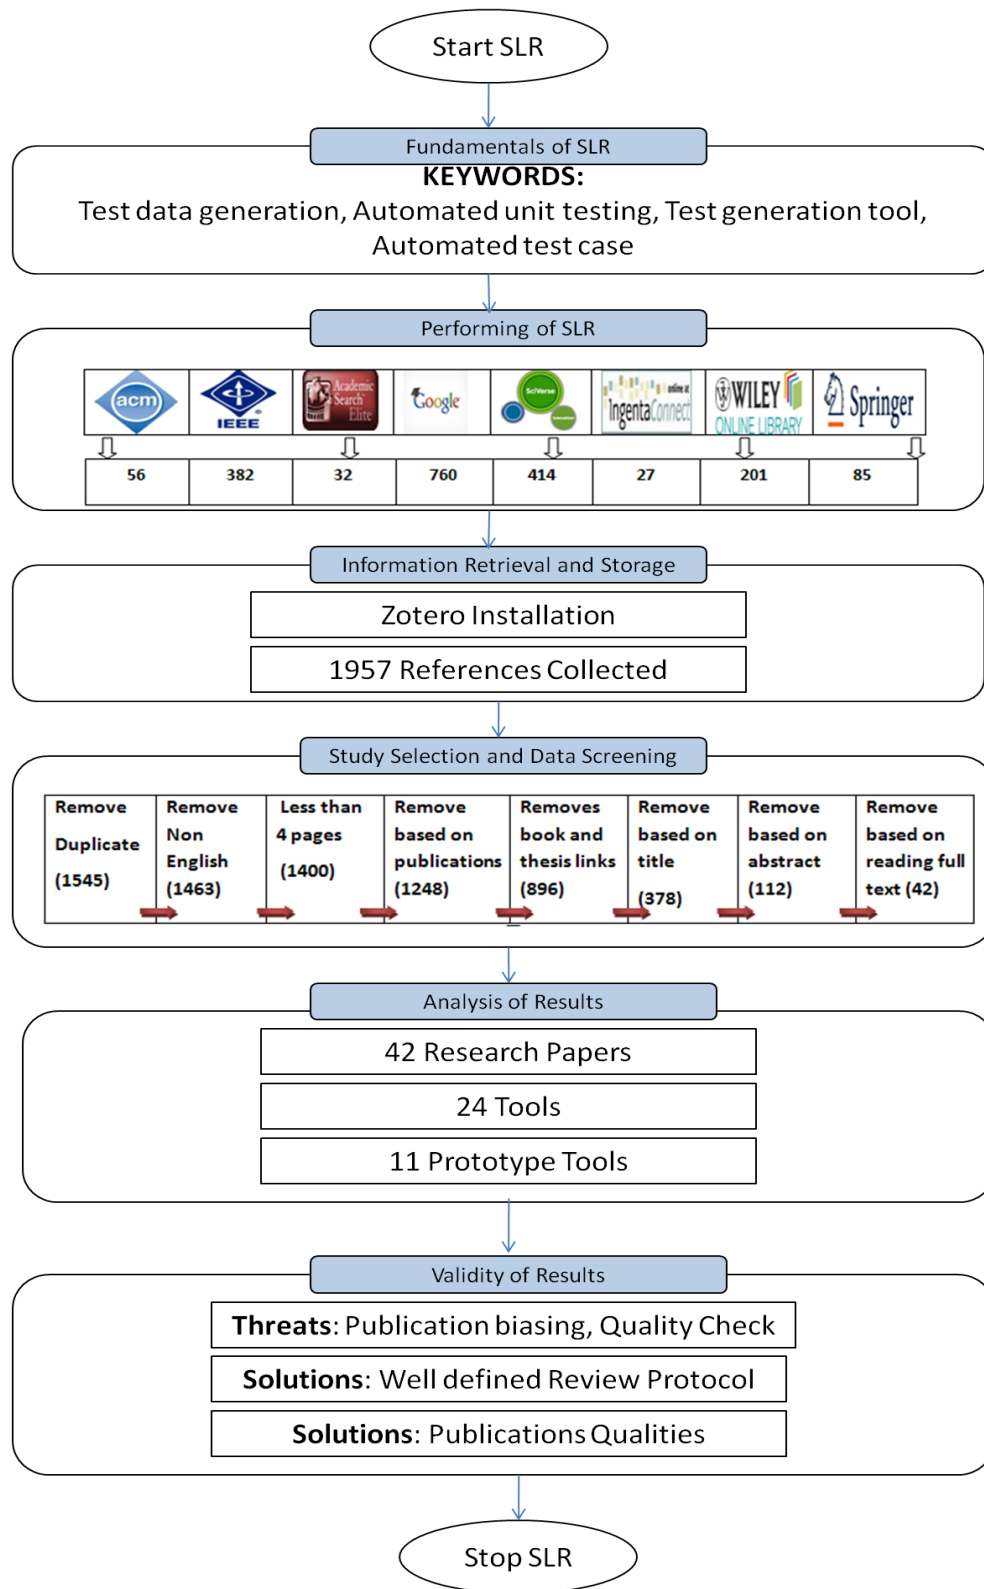 Start SLR
Fundamentals of SLR
KEYWORDS:
Test data generation, Automated unit testing, Test generation tool,
Automated test case
Performing of SLR
acm
IEEE
Academic
Search
Elite
Google
SciVerse
online at
IngentaConnect
WILEY
ONLINE LIBRARY
Springer
56 382 32 760 414 27 201 85
Information Retrieval and Storage
Zotero Installation
1957 References Collected
Study Selection and Data Screening
Remove
Duplicate
(1545)
Remove
Non
English
(1463)
Less than
4 pages
(1400)
Remove
based on
publications
(1248)
Removes
book and
thesis links
(896)
Remove
based on
title
(378)
Remove
based on
abstract
(112)
Remove
based on
reading full
text (42)
Analysis of Results
42 Research Papers
24 Tools
11 Prototype Tools
Validity of Results
Threats: Publication biasing, Quality Check
Solutions: Well defined Review Protocol
Solutions: Publications Qualities
Stop SLR